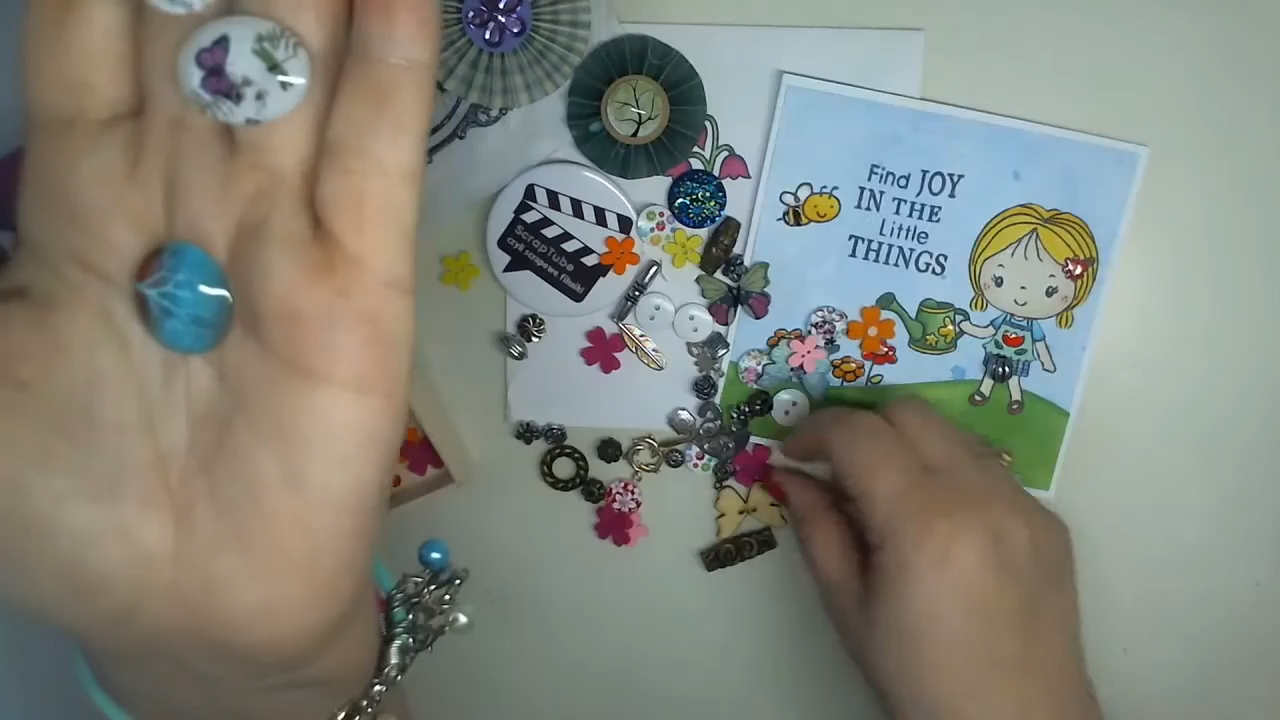 ScrapTube
czyli scrapowe filmiki
Find JOY
IN THE
Little
THINGS